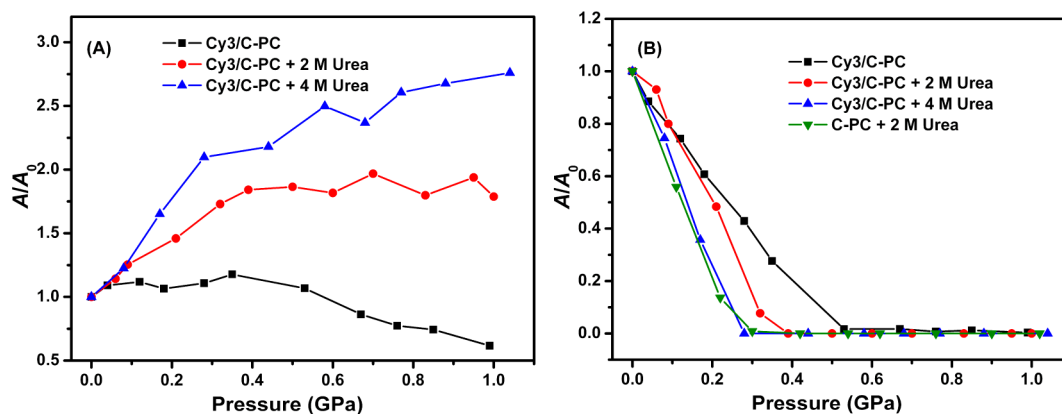 (A)
Cy3/C-PC
Cy3/C-PC + 2 M Urea
Cy3/C-PC + 4 M Urea
A/A0
3.0
2.5
2.0
1.5
1.0
0.5
0.0 0.2 0.4 0.6 0.8 1.0
Pressure (GPa)
(B)
Cy3/C-PC
Cy3/C-PC + 2 M Urea
Cy3/C-PC + 4 M Urea
C-PC + 2 M Urea
A/A0
1.2
1.0
0.8
0.6
0.4
0.2
0.0
0.0 0.2 0.4 0.6 0.8 1.0
Pressure (GPa)